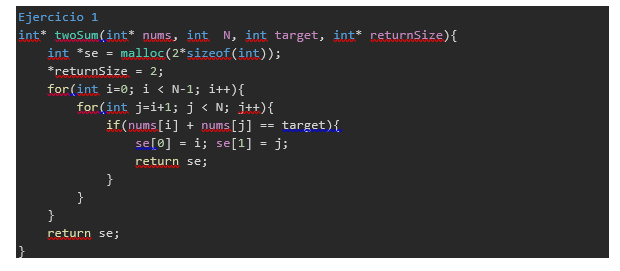 Ejercicio 1
int* twoSum(int* nums, int  N, int target, int* returnSize){
    int *se = malloc(2*sizeof(int));
    *returnSize = 2;
    for(int i=0; i < N-1; i++){
        for(int j=i+1; j < N; j++){
            if(nums[i] + nums[j] == target){
                se[0] = i; se[1] = j;
                return se;
            }
        }
    }
    return se;
}